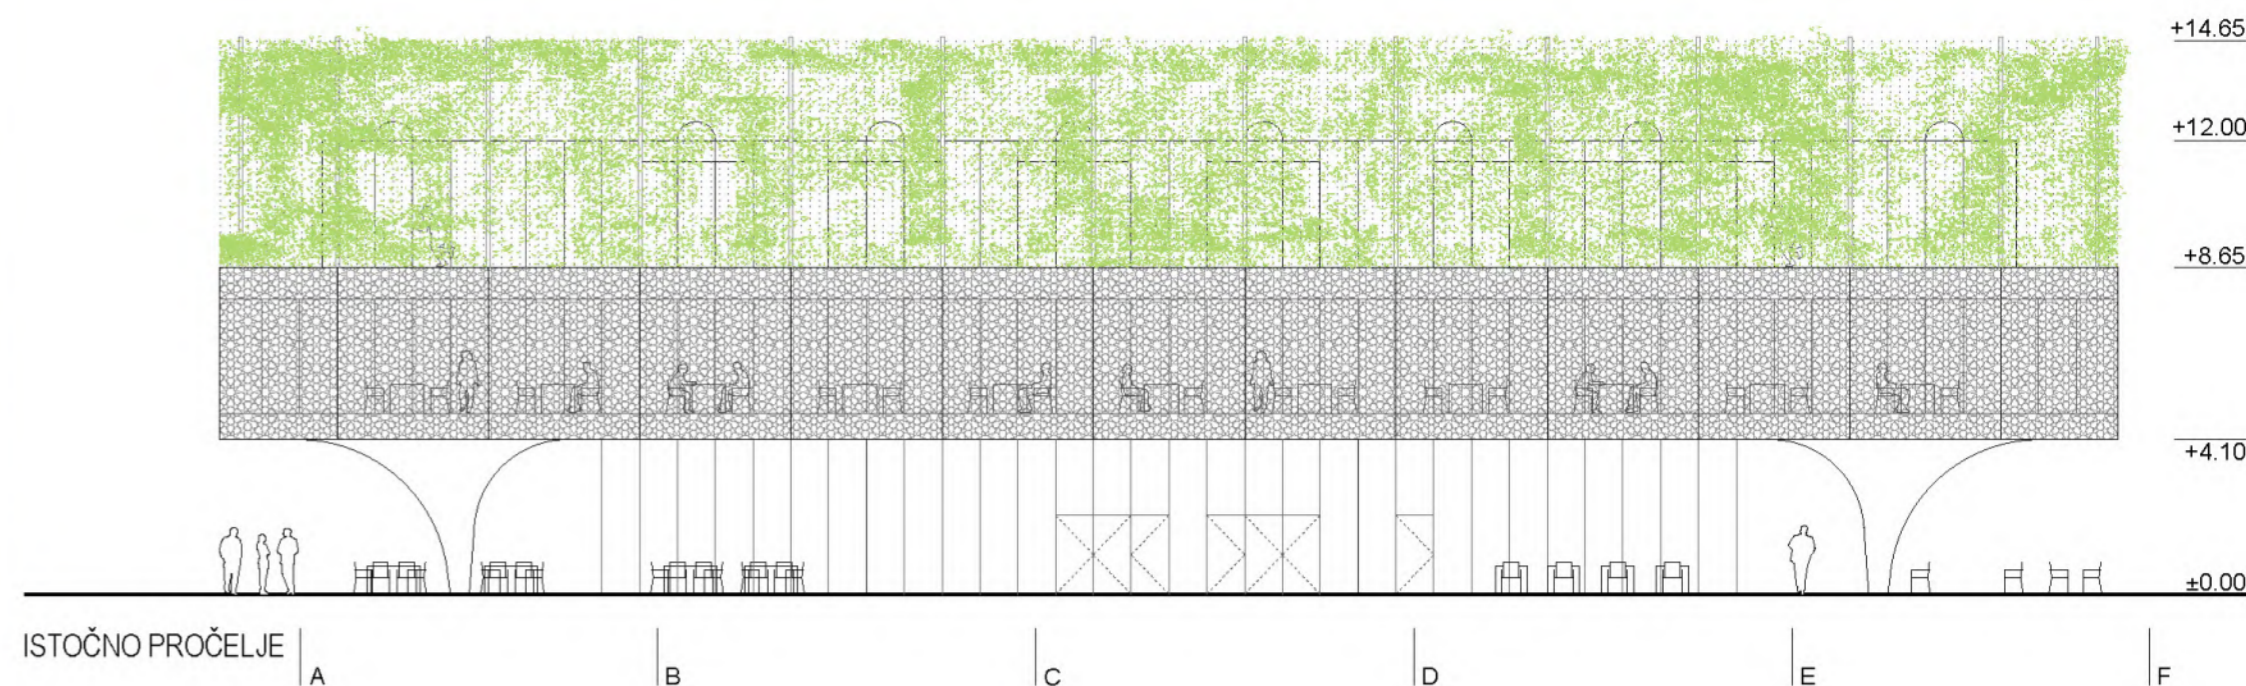 +14.65
+12.00
+8.65
+4.10
±0.00
ISTOČNO PROČELJE
A
B
C
D
E
F